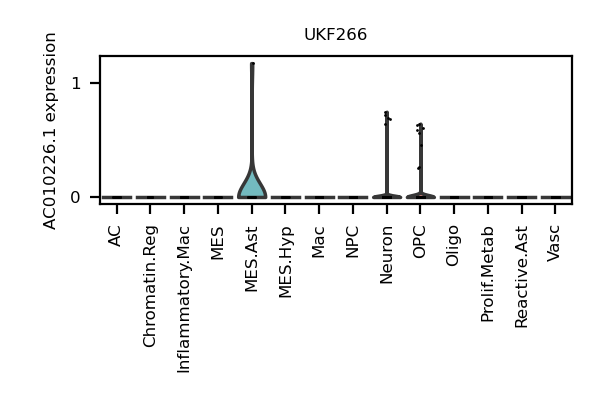 UKF266
AC010226.1 expression
1
0
AC
Chromatin.Reg
Inflammatory.Mac
MES
MES.Ast
MES.Hyp
Mac
NPC
Neuron
OPC
Oligo
Prolif.Metab
Reactive.Ast
Vasc